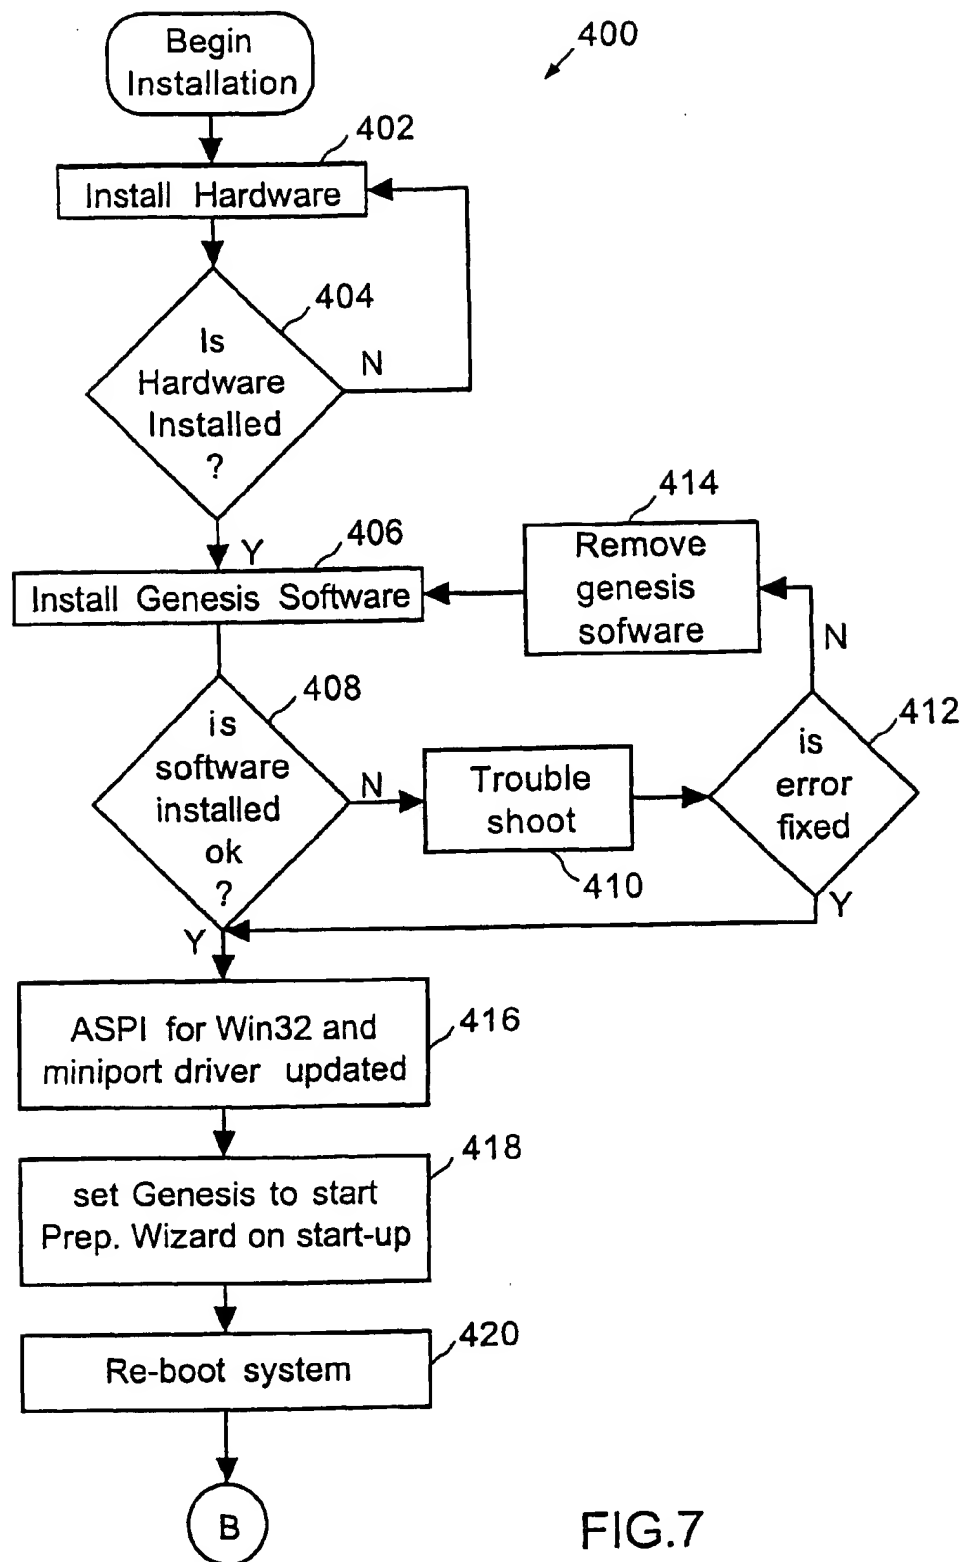 Begin
Installation
400
402
Install Hardware
404
Is
Hardware
Installed
?
N
Y
406
Install Genesis Software
414
Remove
genesis
sofware
N
408
is
software
installed
ok
?
N
Trouble
shoot
410
412
is
error
fixed
Y
Y
ASPI for Win32 and
miniport driver updated
416
set Genesis to start
Prep. Wizard on start-up
418
Re-boot system
420
B
FIG.7